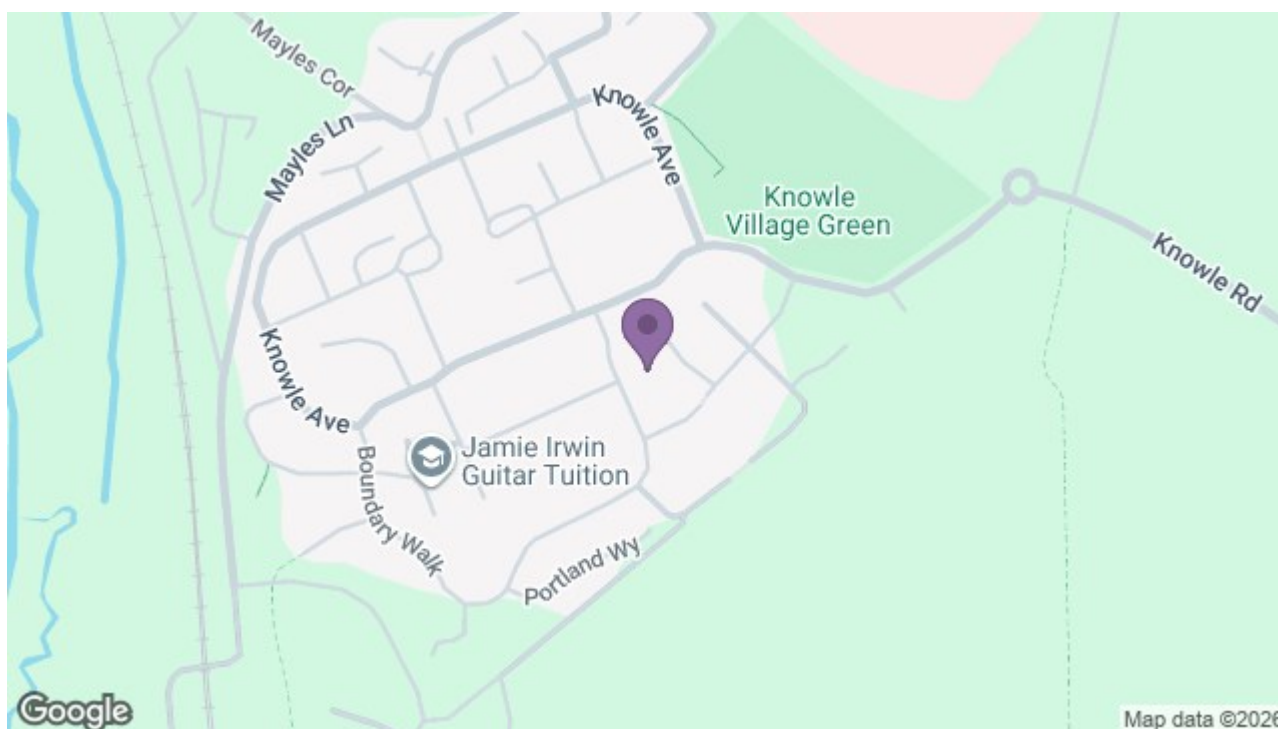 Mayles Cor
Mayles Ln
Knowle Ave
Knowle
Village Green
Knowle Rd
Knowle Ave
Jamie Irwin
Guitar Tuition
Boundary Walk
Portland Wy
Google
Map data ©2026